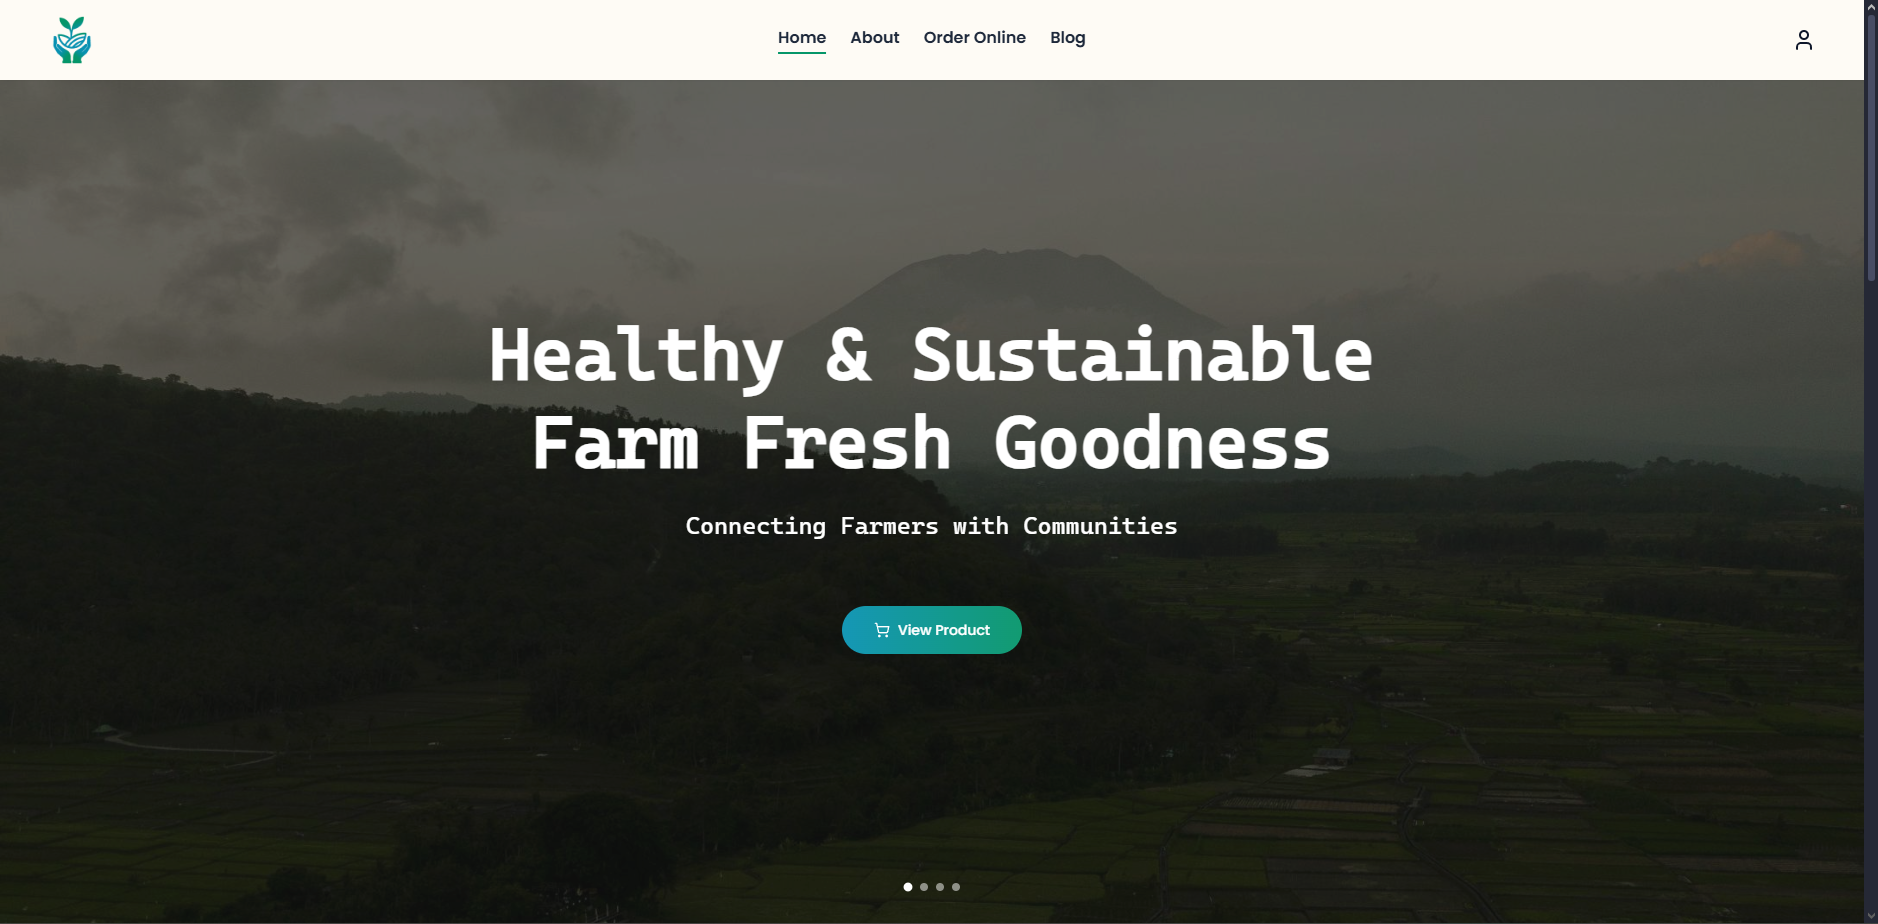 Home About Order Online Blog
Healthy & Sustainable
Farm Fresh Goodness
Connecting Farmers with Communities
View Product